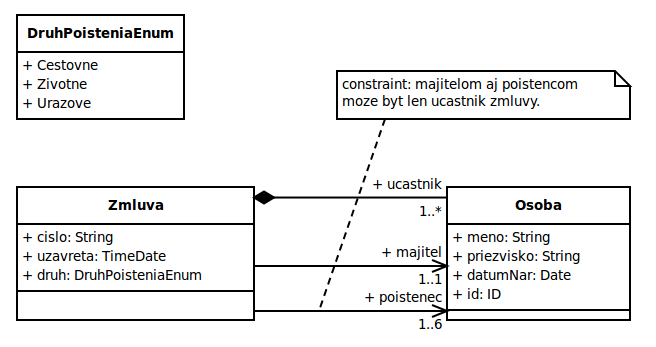 DruhPoisteniaEnum
+ Cestovne
+ Zivotne
+ Urazove
constraint: majitelom aj poistencom
moze byt len ucastnik zmluvy.
Zmluva
+ cislo: String
+ uzavreta: TimeDate
+ druh: DruhPoisteniaEnum
+ ucastnik
1..*
+ majitel
1..1
+ poistenec
1..6
Osoba
+ meno: String
+ priezvisko: String
+ datumNar: Date
+ id: ID